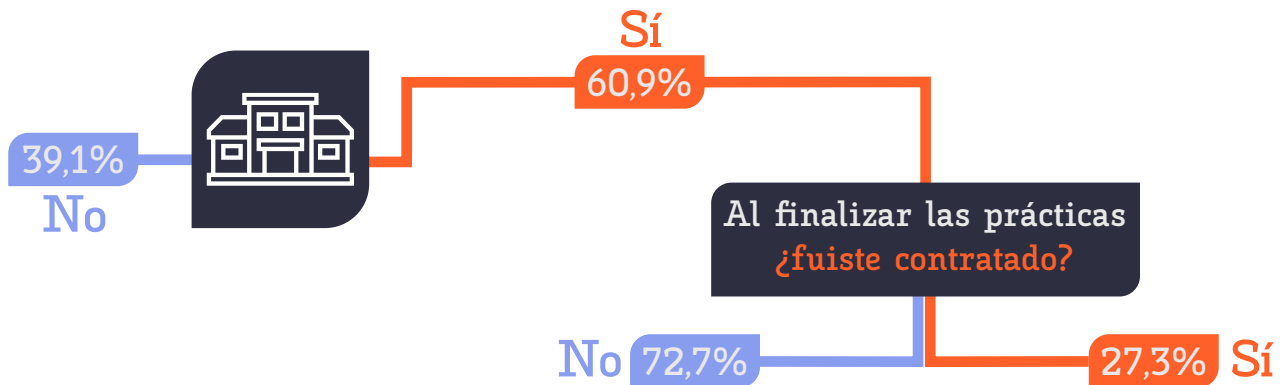 Sí
60,9%
39,1%
No
Al finalizar las prácticas
¿fuiste contratado?
No 72,7%
27,3% Sí